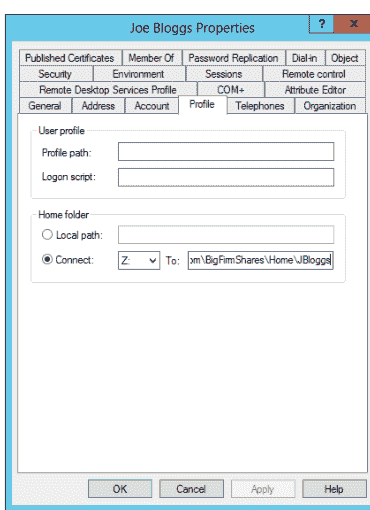 Joe Bloggs Properties ? x
Published Certificates Member Of Password Replication Dial-in Object
Security Environment Sessions Remote control
Remote Desktop Services Profile COM+ Attribute Editor
General Address Account Profile Telephones Organization
User profile
Profile path:
Logon script:
Home folder
Local path:
Connect: Z: To: om\BigFirmShares\Home\JBloggs
OK Cancel Apply Help